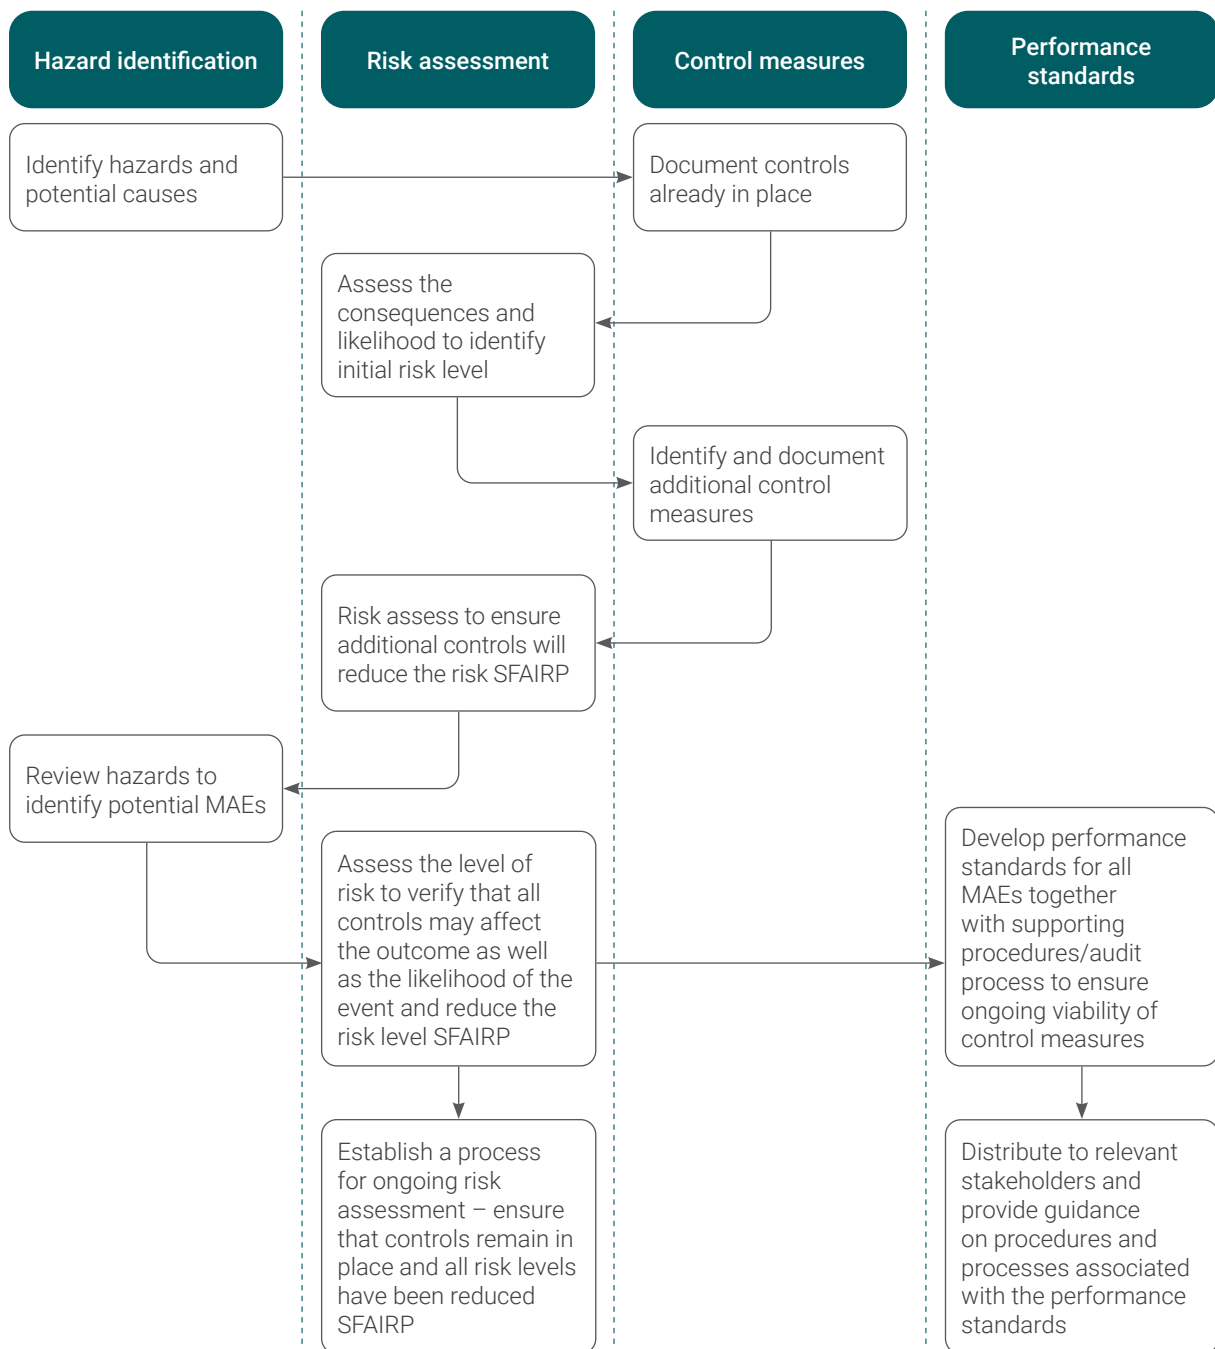 Hazard identification
Risk assessment
Control measures
Performance
standards
Identify hazards and
potential causes
Document controls
already in place
Assess the
consequences and
likelihood to identify
initial risk level
Identify and document
additional control
measures
Risk assess to ensure
additional controls will
reduce the risk SFAIRP
Review hazards to
identify potential MAEs
Assess the level of
risk to verify that all
controls may affect
the outcome as well
as the likelihood of the
event and reduce the
risk level SFAIRP
Develop performance
standards for all
MAEs together
with supporting
procedures/audit
process to ensure
ongoing viability of
control measures
Establish a process
for ongoing risk
assessment – ensure
that controls remain in
place and all risk levels
have been reduced
SFAIRP
Distribute to relevant
stakeholders and
provide guidance
on procedures and
processes associated
with the performance
standards